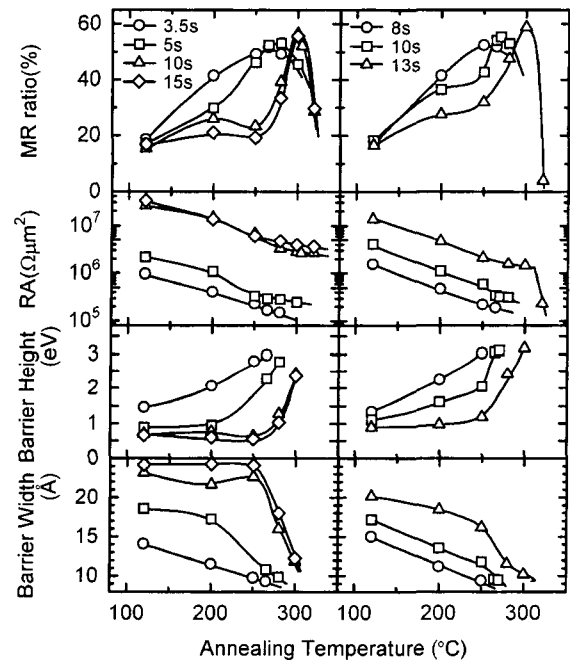 MR ratio(%)
60
40
20
0
3.5s
5s
10s
15s
8s
10s
13s
RA(Ωμm²)
10⁷
10⁶
10⁵
Barrier Height
(eV)
3
2
1
0
Barrier Width
(Å)
20
15
10
100 200 300 100 200 300
Annealing Temperature (°C)